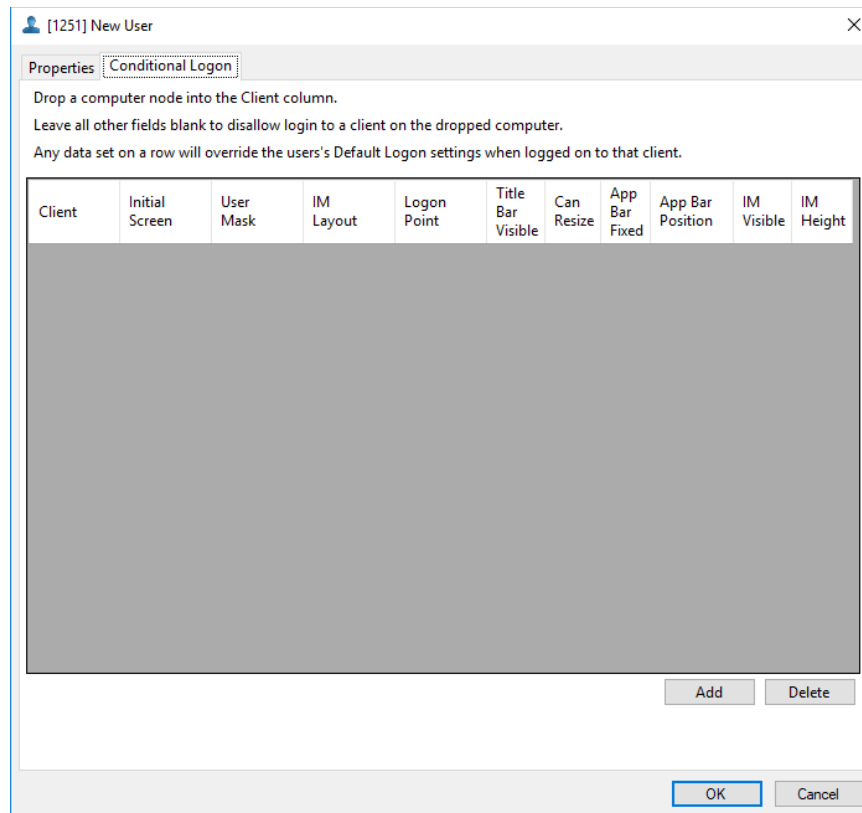 [1251] New User
Properties Conditional Logon
Drop a computer node into the Client column.
Leave all other fields blank to disallow login to a client on the dropped computer.
Any data set on a row will override the users's Default Logon settings when logged on to that client.
Client
Initial
Screen
User
Mask
IM
Layout
Logon
Point
Title
Bar
Visible
Can
Resize
App
Bar
Fixed
App Bar
Position
IM
Visible
IM
Height
Add Delete
OK Cancel